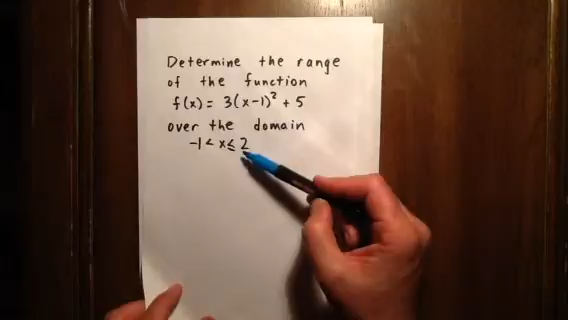 Determine the range
of the function
f(x) = 3(x-1)² + 5
over the domain
-1 < x ≤ 2